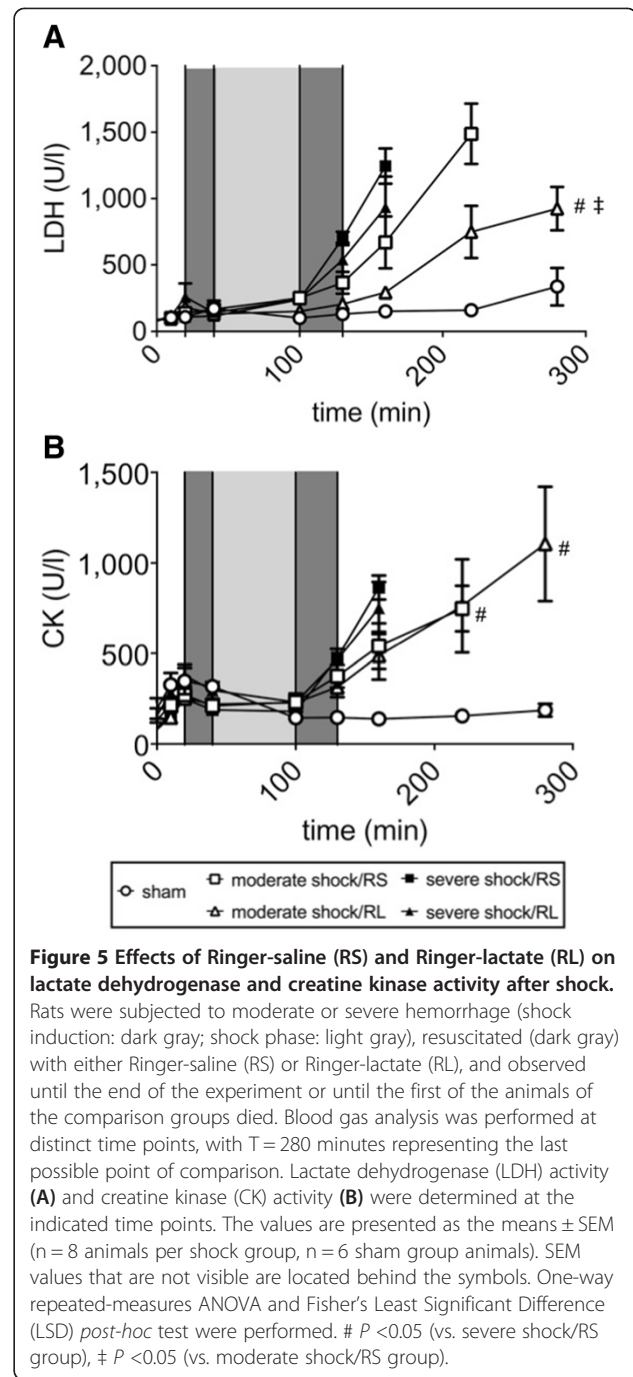 A
2,000
1,500
1,000
500
0
LDH (U/l)
# ‡
0
100
200
300
time (min)
B
1,500
1,000
500
0
CK (U/l)
#
#
0
100
200
300
time (min)
sham
moderate shock/RS
severe shock/RS
moderate shock/RL
severe shock/RL
Figure 5 Effects of Ringer-saline (RS) and Ringer-lactate (RL) on
lactate dehydrogenase and creatine kinase activity after shock.
Rats were subjected to moderate or severe hemorrhage (shock
induction: dark gray; shock phase: light gray), resuscitated (dark gray)
with either Ringer-saline (RS) or Ringer-lactate (RL), and observed
until the end of the experiment or until the first of the animals of
the comparison groups died. Blood gas analysis was performed at
distinct time points, with T = 280 minutes representing the last
possible point of comparison. Lactate dehydrogenase (LDH) activity
(A) and creatine kinase (CK) activity (B) were determined at the
indicated time points. The values are presented as the means ± SEM
(n = 8 animals per shock group, n = 6 sham group animals). SEM
values that are not visible are located behind the symbols. One-way
repeated-measures ANOVA and Fisher's Least Significant Difference
(LSD) post-hoc test were performed. # P <0.05 (vs. severe shock/RS
group), ‡ P <0.05 (vs. moderate shock/RS group).